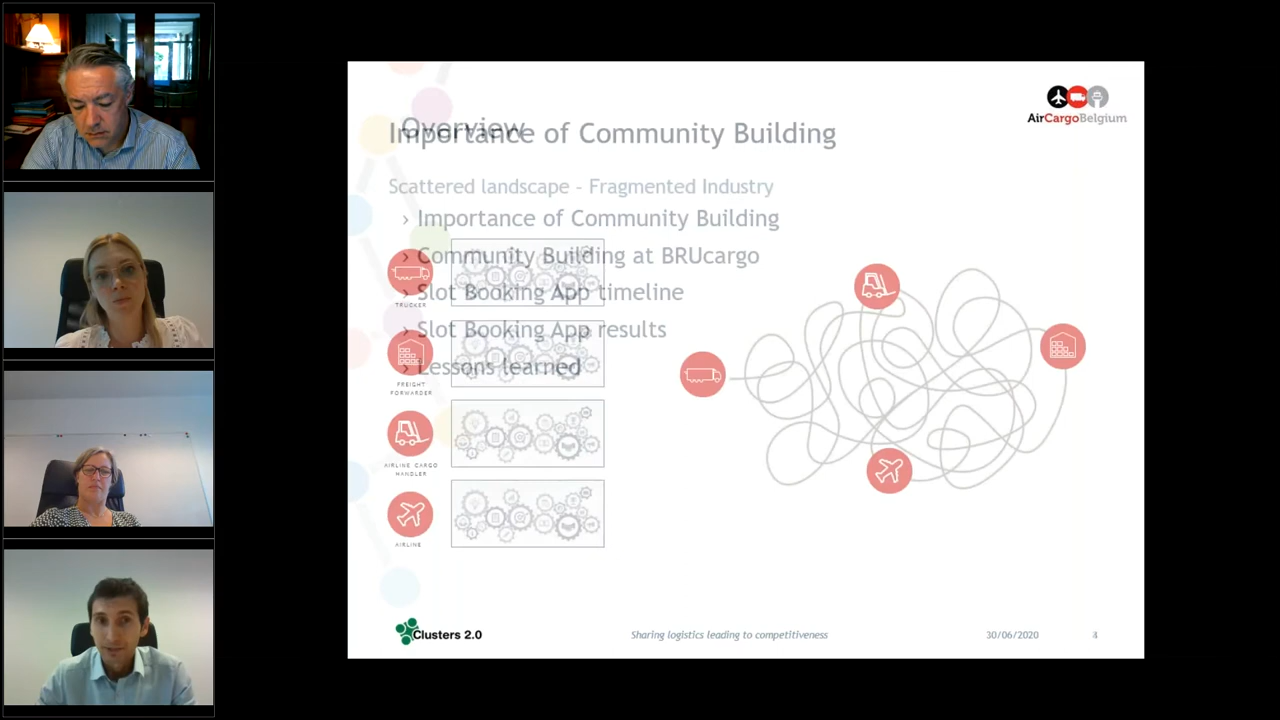 AirCargoBelgium
Overview
Importance of Community Building
Scattered landscape – Fragmented Industry
› Importance of Community Building
› Community Building at BRUcargo
› Slot Booking App timeline
› Slot Booking App results
› Lessons learned
TRUCKER
FREIGHT
FORWARDER
AIRLINE CARGO
HANDLER
AIRLINE
Clusters 2.0
Sharing logistics leading to competitiveness
30/06/2020